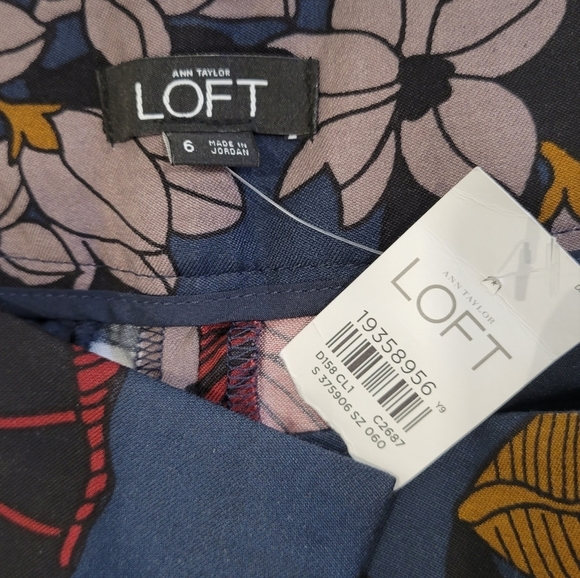 ANN TAYLOR
LOFT
6
MADE IN
JORDAN
ANN TAYLOR
LOFT
19358956
Y9
D158 CL1 C2687
S 375906 SZ 060